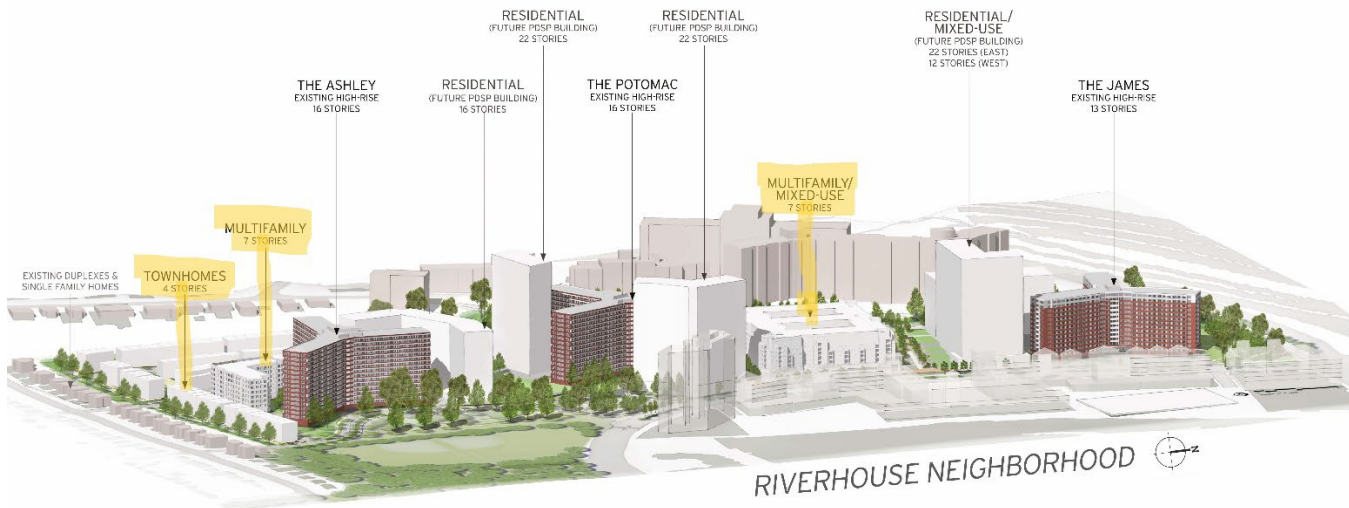 RESIDENTIAL
(FUTURE PDSP BUILDING)
22 STORIES
RESIDENTIAL
(FUTURE PDSP BUILDING)
22 STORIES
RESIDENTIAL/
MIXED-USE
(FUTURE PDSP BUILDING)
22 STORIES (EAST)
12 STORIES (WEST)
THE ASHLEY
EXISTING HIGH-RISE
16 STORIES
RESIDENTIAL
(FUTURE PDSP BUILDING)
16 STORIES
THE POTOMAC
EXISTING HIGH-RISE
16 STORIES
THE JAMES
EXISTING HIGH-RISE
13 STORIES
MULTIFAMILY/
MIXED-USE
7 STORIES
MULTIFAMILY
7 STORIES
EXISTING DUPLEXES &
SINGLE FAMILY HOMES
TOWNHOMES
4 STORIES
RIVERHOUSE NEIGHBORHOOD
N